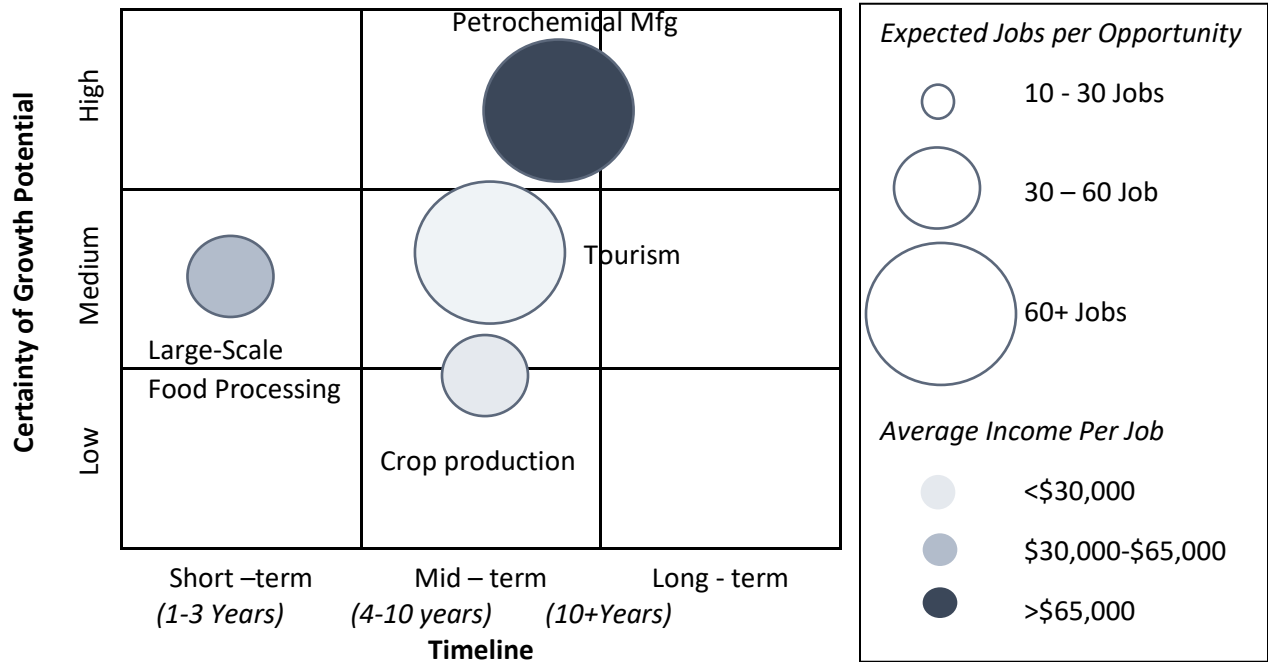 Petrochemical Mfg
Certainty of Growth Potential
High
Medium
Low
Tourism
Large-Scale
Food Processing
Crop production
Short –term
Mid – term
Long - term
(1-3 Years)
(4-10 years)
(10+Years)
Timeline
Expected Jobs per Opportunity
10 - 30 Jobs
30 – 60 Job
60+ Jobs
Average Income Per Job
<$30,000
$30,000-$65,000
>$65,000